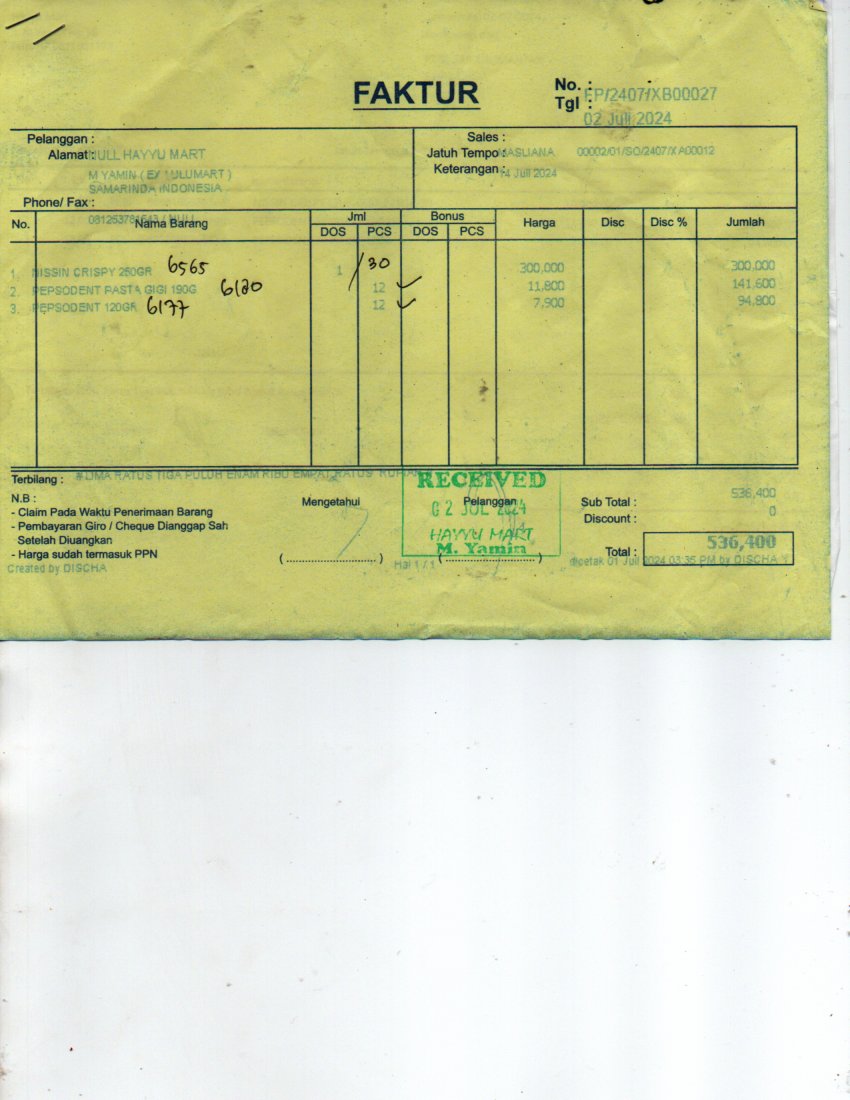 FAKTUR
No. : FP/2407/XB00027
Tgl : 02 Juli 2024
Pelanggan : NULL HAYYU MART
Alamat : M YAMIN ( EX MULUMART )
SAMARINDA INDONESIA
Phone/ Fax : / NULL
Sales : MASLIANA 00002/01/SO/2407/XA00012
Jatuh Tempo : 14 Juli 2024
Keterangan :
No. Nama Barang Jml Bonus Harga Disc Disc % Jumlah
DOS PCS DOS PCS
1. NISSIN CRISPY 250GR 6565 1 /30 300,000 300,000
2. PEPSODENT PASTA GIGI 190G 6180 12 ✓ 11,800 141,600
3. PEPSODENT 120GR 6177 12 ✓ 7,900 94,800
Terbilang : # LIMA RATUS TIGA PULUH ENAM RIBU EMPAT RATUS RUPIAH
N.B :
- Claim Pada Waktu Penerimaan Barang
- Pembayaran Giro / Cheque Dianggap Sah
Setelah Diuangkan
- Harga sudah termasuk PPN
Created by DISCHA
Mengetahui
(..............................)
Pelanggan
(..............................)
RECEIVED
02 JUL 2024
HAYYU MART
M. Yamin
Hal 1 / 1
Sub Total : 536,400
Discount : 0
Total : 536,400
dicetak 01 Juli 2024 03:35 PM by DISCHA Y